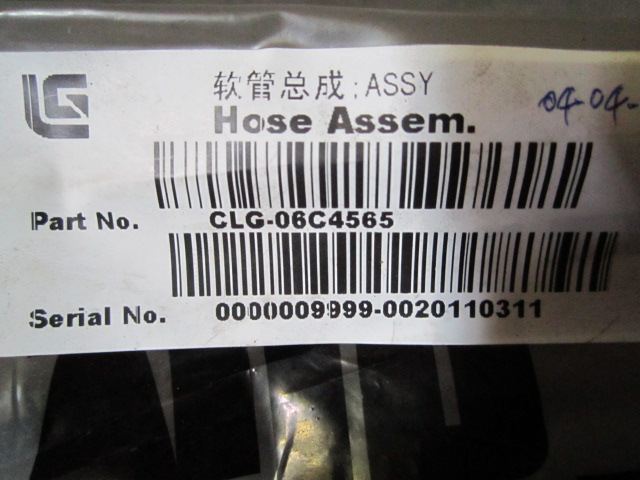 软管总成;ASSY
Hose Assem.
04-04-
Part No. CLG-06C4565
Serial No. 0000009999-0020110311